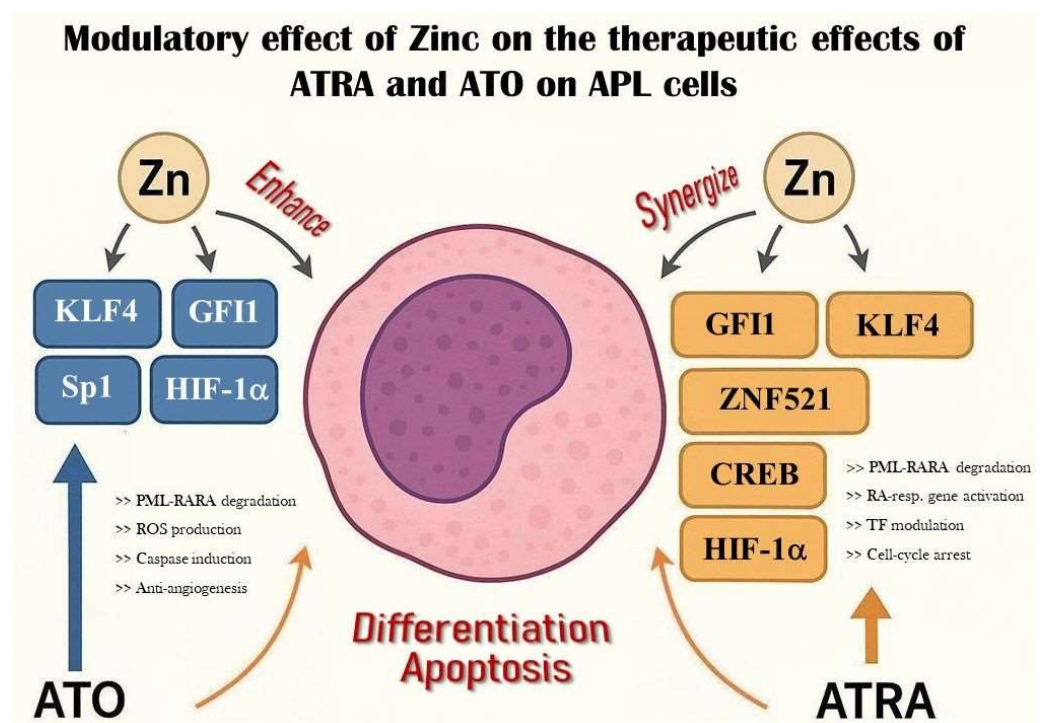 Modulatory effect of Zinc on the therapeutic effects of
ATRA and ATO on APL cells
Zn
Enhance
KLF4
GFI1
Sp1
HIF-1α
>> PML-RARA degradation
>> ROS production
>> Caspase induction
>> Anti-angiogenesis
ATO
Differentiation
Apoptosis
Synergize
Zn
GFI1
KLF4
ZNF521
CREB
HIF-1α
>> PML-RARA degradation
>> RA-resp. gene activation
>> TF modulation
>> Cell-cycle arrest
ATRA